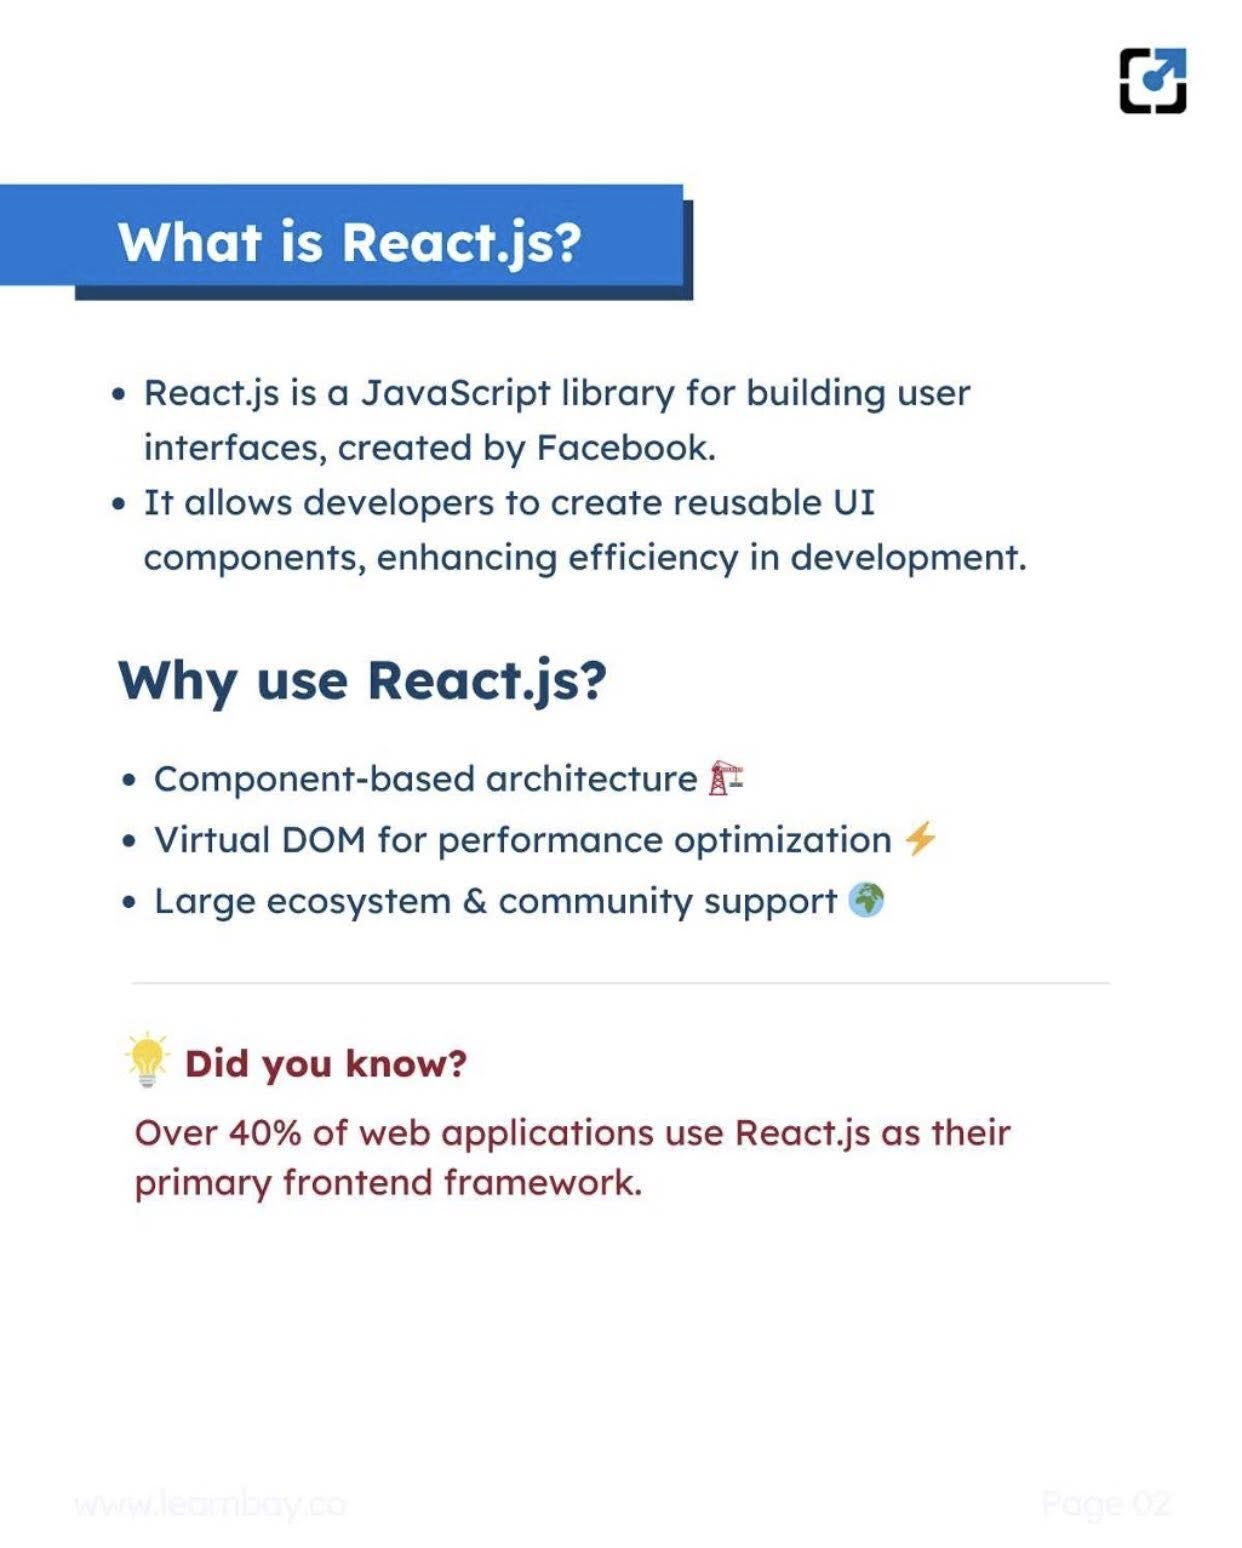 What is React.js?
• React.js is a JavaScript library for building user
interfaces, created by Facebook.
• It allows developers to create reusable UI
components, enhancing efficiency in development.
Why use React.js?
• Component-based architecture 🏗️
• Virtual DOM for performance optimization ⚡
• Large ecosystem & community support 🌍
💡 Did you know?
Over 40% of web applications use React.js as their
primary frontend framework.
www.learnbay.co
Page 02